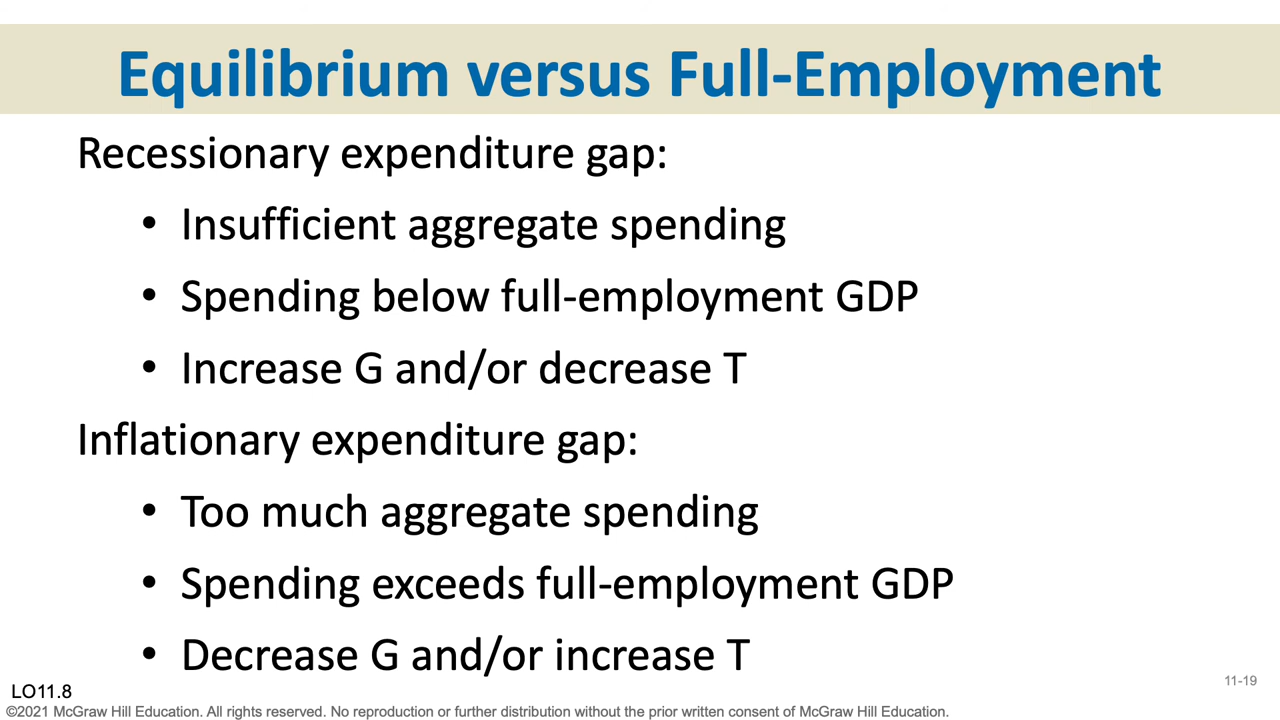 Equilibrium versus Full-Employment
Recessionary expenditure gap:
• Insufficient aggregate spending
• Spending below full-employment GDP
• Increase G and/or decrease T
Inflationary expenditure gap:
• Too much aggregate spending
• Spending exceeds full-employment GDP
• Decrease G and/or increase T
LO11.8
11-19
©2021 McGraw Hill Education. All rights reserved. No reproduction or further distribution without the prior written consent of McGraw Hill Education.